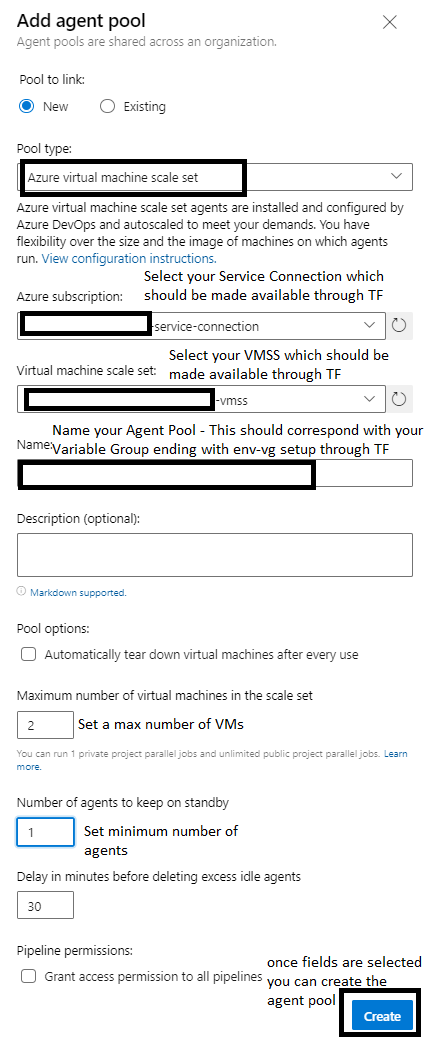 Add agent pool
Agent pools are shared across an organization.
Pool to link:
New
Existing
Pool type:
Azure virtual machine scale set
Azure virtual machine scale set agents are installed and configured by
Azure DevOps and autoscaled to meet your demands. You have
flexibility over the size and the image of machines on which agents
run. View configuration instructions.
Select your Service Connection which
should be made available through TF
Azure subscription:
-service-connection
Select your VMSS which should be
made available through TF
Virtual machine scale set:
-vmss
Name your Agent Pool - This should correspond with your
Variable Group ending with env-vg setup through TF
Name:
Description (optional):
Markdown supported.
Pool options:
Automatically tear down virtual machines after every use
Maximum number of virtual machines in the scale set
2
Set a max number of VMs
You can run 1 private project parallel jobs and unlimited public project parallel jobs. Learn
more.
Number of agents to keep on standby
1
Set minimum number of
agents
Delay in minutes before deleting excess idle agents
30
Pipeline permissions:
Grant access permission to all pipelines
once fields are selected
you can create the
agent pool
Create